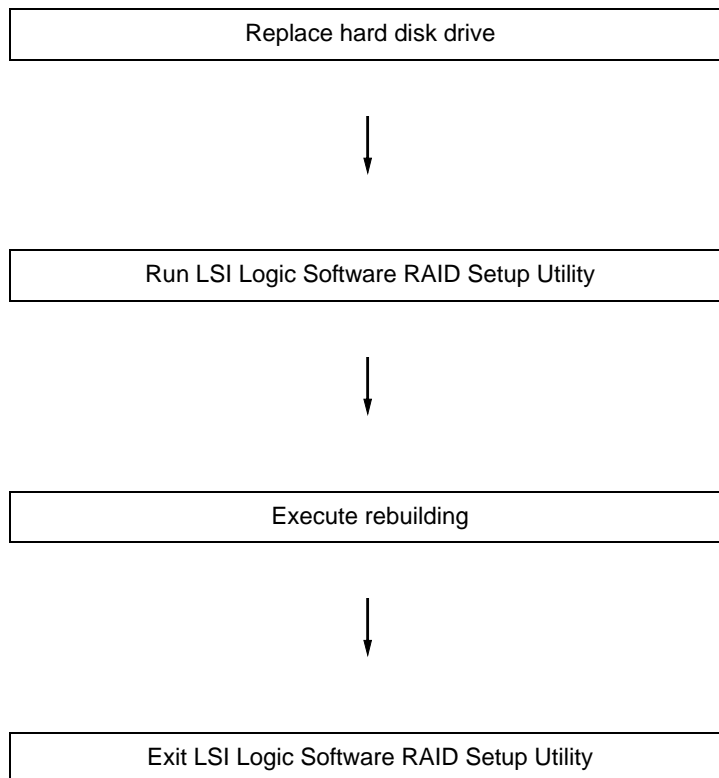 Replace hard disk drive
Run LSI Logic Software RAID Setup Utility
Execute rebuilding
Exit LSI Logic Software RAID Setup Utility